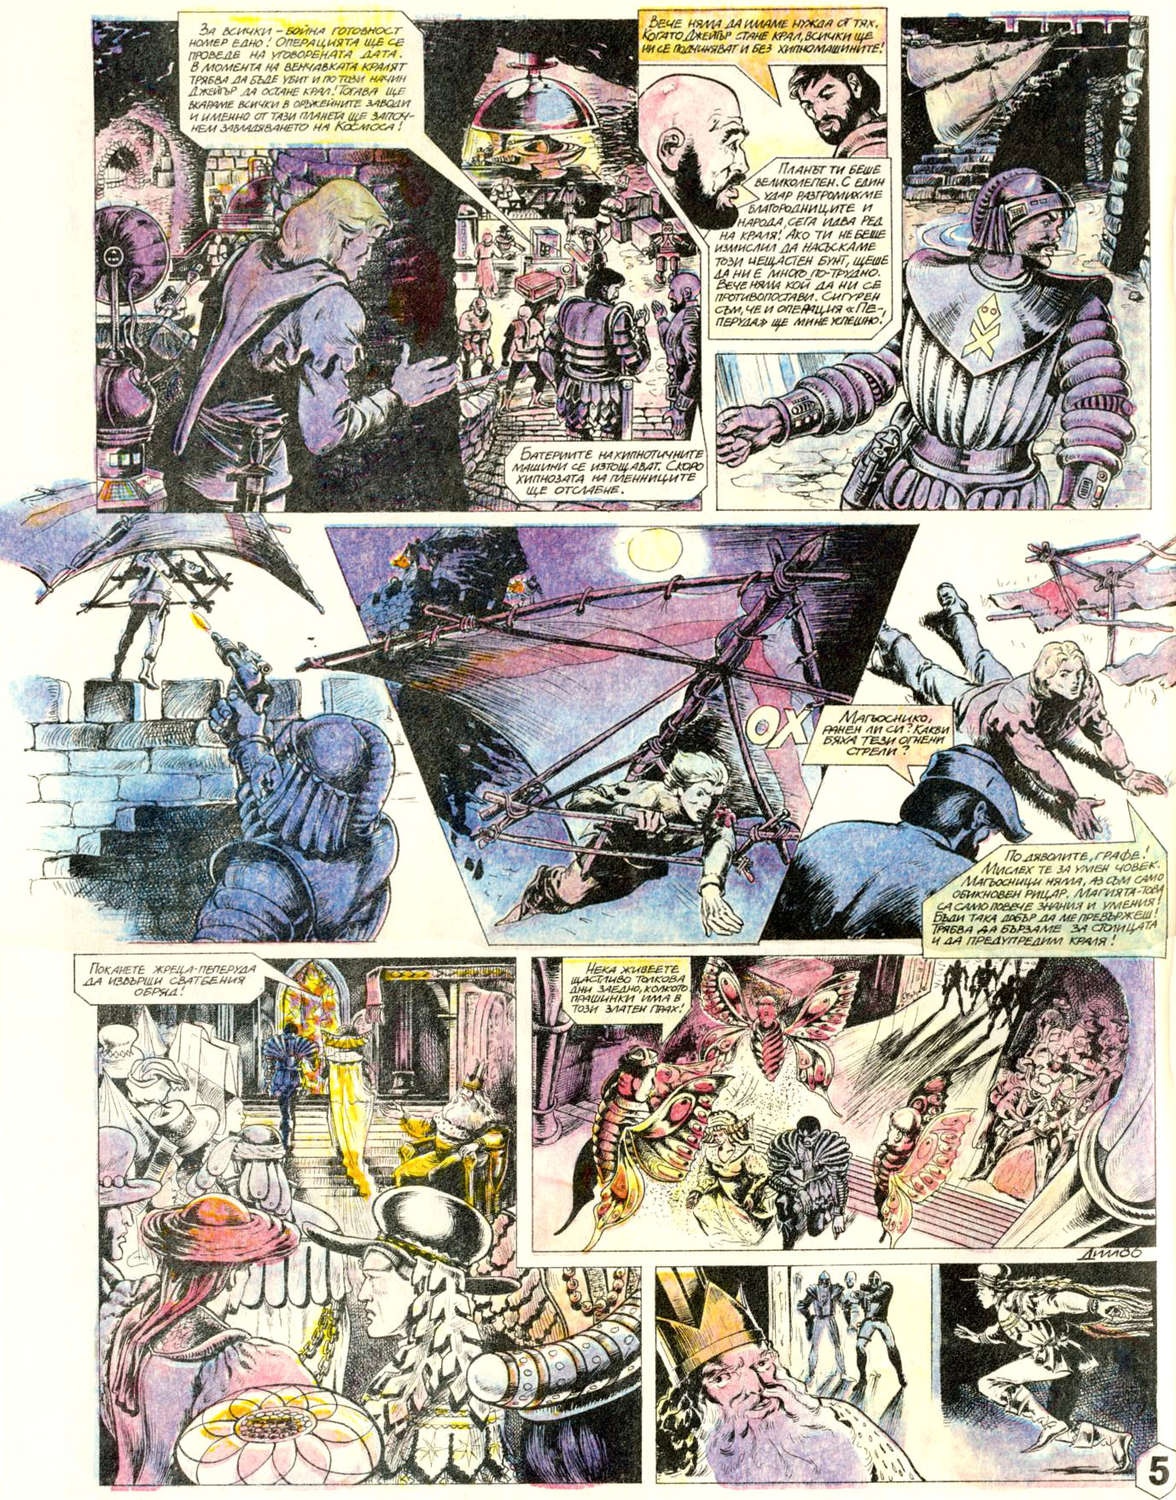 ЗА ВСИЧКИ – БОЙНА ГОТОВНОСТ
НОМЕР ЕДНО! ОПЕРАЦИЯТА ЩЕ СЕ
ПРОВЕДЕ НА УГОВОРЕНАТА ДАТА.
В МОМЕНТА НА ВЕНЧАВКАТА КРАЛЯТ
ТРЯБВА ДА БЪДЕ УБИТ И ПО ТОЗИ НАЧИН
ДЖЕЙГЪР ДА ОСТАНЕ КРАЛ! ТОГАВА ЩЕ
ВКАРАМЕ ВСИЧКИ В ОРЪЖЕЙНИТЕ ЗАВОДИ
И ИМЕННО ОТ ТАЗИ ПЛАНЕТА ЩЕ ЗАПОЧ-
НЕМ ЗАВЛАДЯВАНЕТО НА КОСМОСА!
ВЕЧЕ НЯМА ДА ИМАМЕ НУЖДА ОТ ТЯХ.
КОГАТО ДЖЕЙГЪР СТАНЕ КРАЛ, ВСИЧКИ ЩЕ
НИ СЕ ПОДЧИНЯВАТ И БЕЗ ХИПНОМАШИНИТЕ!
ПЛАНЪТ ТИ БЕШЕ
ВЕЛИКОЛЕПЕН. С ЕДИН
УДАР РАЗГРОМИХМЕ
БЛАГОРОДНИЦИТЕ И
НАРОДА, СЕГА ИДВА РЕД
НА КРАЛЯ! АКО ТИ НЕ БЕШЕ
ИЗМИСЛИЛ ДА НАСЪСКАМЕ
ТОЗИ НЕЩАСТЕН БУНТ, ЩЕШЕ
ДА НИ Е МНОГО ПО-ТРУДНО.
ВЕЧЕ НЯМА КОЙ ДА НИ СЕ
ПРОТИВОПОСТАВИ. СИГУРЕН
СЪМ, ЧЕ И ОПЕРАЦИЯ «ПЕ-
ПЕРУДА» ЩЕ МИНЕ УСПЕШНО.
БАТЕРИИТЕ НА ХИПНОТИЧНИТЕ
МАШИНИ СЕ ИЗТОЩАВАТ. СКОРО
ХИПНОЗАТА НА ПЛЕННИЦИТЕ
ЩЕ ОТСЛАБНЕ.
ОХ
МАГЬОСНИКО,
РАНЕН ЛИ СИ? КАКВИ
БЯХА ТЕЗИ ОГНЕНИ
СТРЕЛИ?
ПО ДЯВОЛИТЕ, ГРАФЕ!
МИСЛЕХ ТЕ ЗА УМЕН ЧОВЕК.
МАГЬОСНИЦИ НЯМА, АЗ СЪМ САМО
ОБИКНОВЕН РИЦАР. МАГИЯТА-ТОВА
СА САМО ПОВЕЧЕ ЗНАНИЯ И УМЕНИЯ!
БЪДИ ТАКА ДОБЪР ДА МЕ ПРЕВЪРЖЕШ!
ТРЯБВА ДА БЪРЗАМЕ ЗА СТОЛИЦАТА
И ДА ПРЕДУПРЕДИМ КРАЛЯ!
ПОКАНЕТЕ ЖРЕЦА-ПЕПЕРУДА
ДА ИЗВЪРШИ СВАТБЕНИЯ
ОБРЯД!
НЕКА ЖИВЕЕТЕ
ЩАСТЛИВО ТОЛКОВА
ДНИ ЗАЕДНО, КОЛКОТО
ПРАШИНКИ ИМА В
ТОЗИ ЗЛАТЕН ПРАХ!
ДИМ86
5